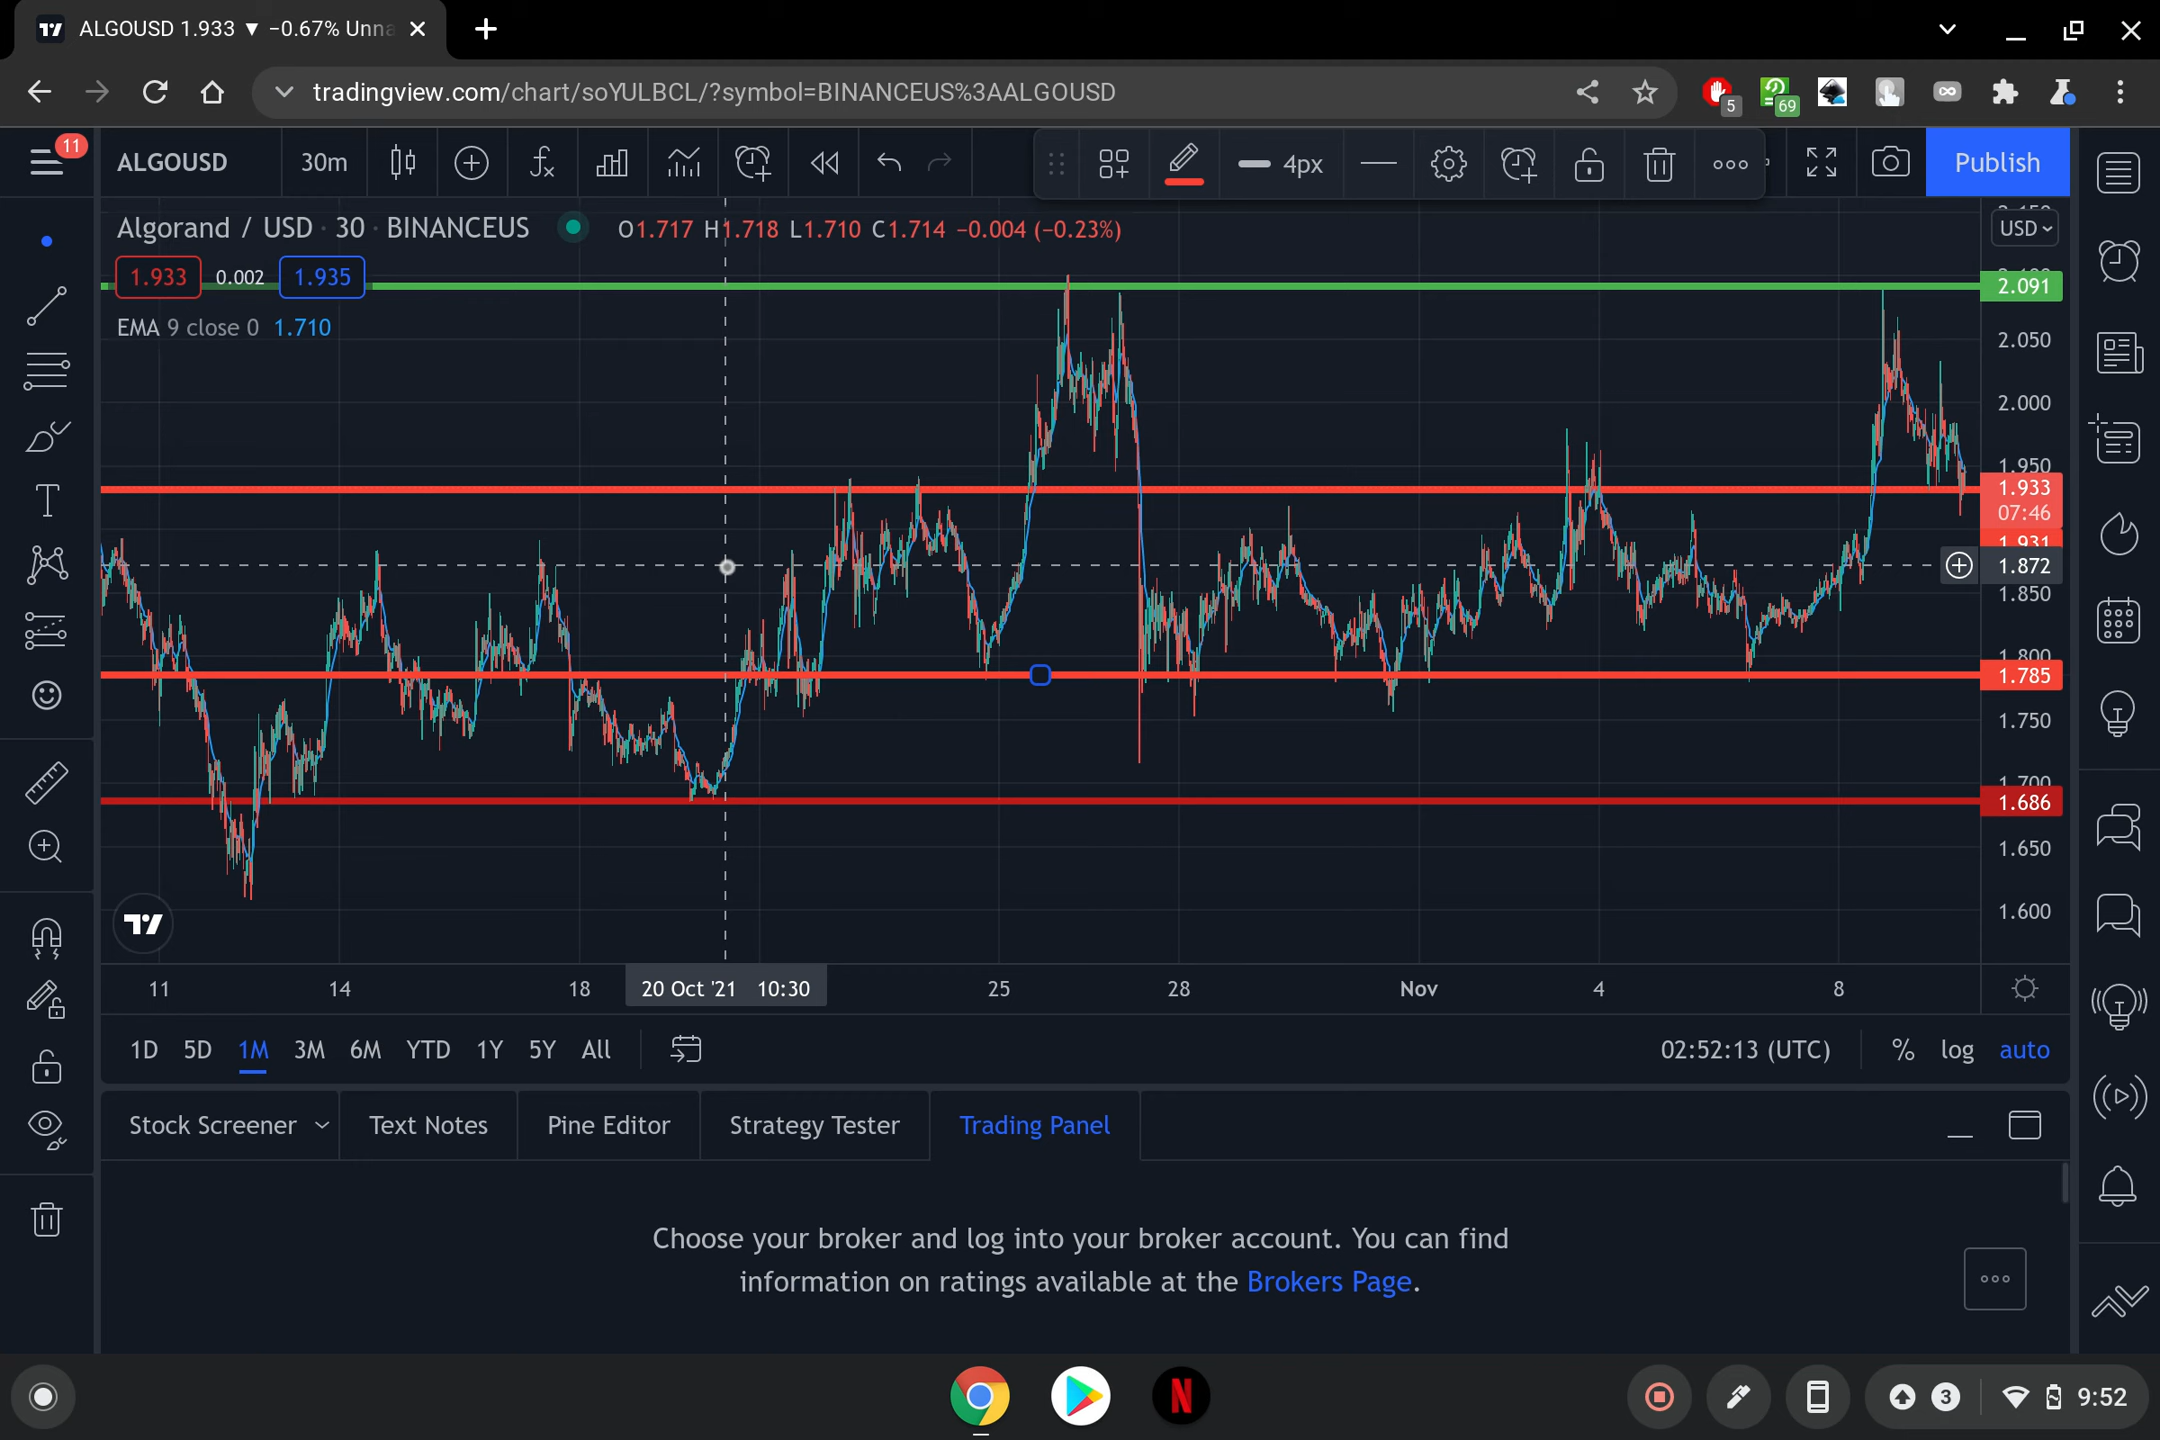 ALGOUSD 1.933 ▼ −0.67% Unna
tradingview.com/chart/soYULBCL/?symbol=BINANCEUS%3AALGOUSD
5
69
11
ALGOUSD
30m
4px
Publish
Algorand / USD · 30 · BINANCEUS
O1.717 H1.718 L1.710 C1.714 −0.004 (−0.23%)
USD
1.933
0.002
1.935
EMA 9 close 0 1.710
2.091
2.050
2.000
1.950
1.933
07:46
1.931
1.872
1.850
1.800
1.785
1.750
1.700
1.686
1.650
1.600
11
14
18
20 Oct '21 10:30
25
28
Nov
4
8
1D 5D 1M 3M 6M YTD 1Y 5Y All
02:52:13 (UTC)
% log auto
Stock Screener
Text Notes
Pine Editor
Strategy Tester
Trading Panel
Choose your broker and log into your broker account. You can find
information on ratings available at the Brokers Page.
N
3
9:52